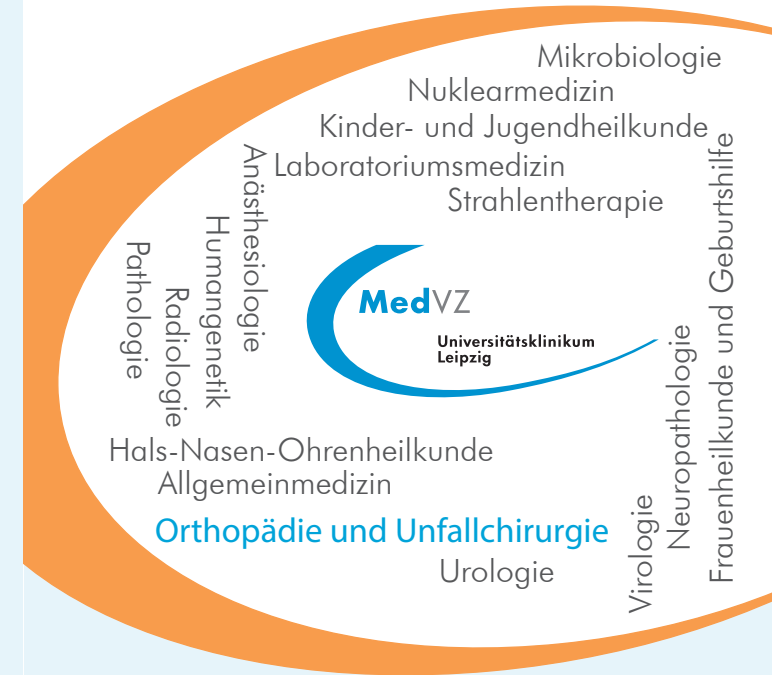 Mikrobiologie
Nuklearmedizin
Kinder- und Jugendheilkunde
Laboratoriumsmedizin
Strahlentherapie
Anästhesiologie
Humangenetik
Radiologie
Pathologie
MedVZ
Universitätsklinikum
Leipzig
Frauenheilkunde und Geburtshilfe
Neuropathologie
Virologie
Hals-Nasen-Ohrenheilkunde
Allgemeinmedizin
Orthopädie und Unfallchirurgie
Urologie